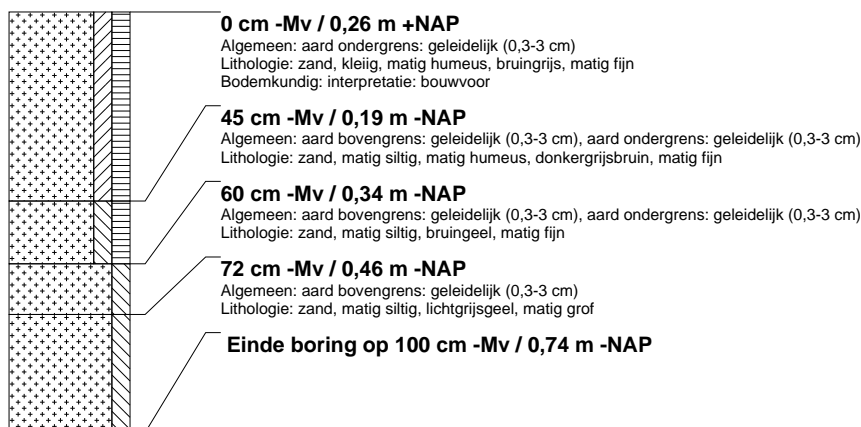 0 cm -Mv / 0,26 m +NAP
Algemeen: aard ondergrens: geleidelijk (0,3-3 cm)
Lithologie: zand, kleiig, matig humeus, bruingrijs, matig fijn
Bodemkundig: interpretatie: bouwvoor
45 cm -Mv / 0,19 m -NAP
Algemeen: aard bovengrens: geleidelijk (0,3-3 cm), aard ondergrens: geleidelijk (0,3-3 cm)
Lithologie: zand, matig siltig, matig humeus, donkergrijsbruin, matig fijn
60 cm -Mv / 0,34 m -NAP
Algemeen: aard bovengrens: geleidelijk (0,3-3 cm), aard ondergrens: geleidelijk (0,3-3 cm)
Lithologie: zand, matig siltig, bruingeel, matig fijn
72 cm -Mv / 0,46 m -NAP
Algemeen: aard bovengrens: geleidelijk (0,3-3 cm)
Lithologie: zand, matig siltig, lichtgrijsgeel, matig grof
Einde boring op 100 cm -Mv / 0,74 m -NAP